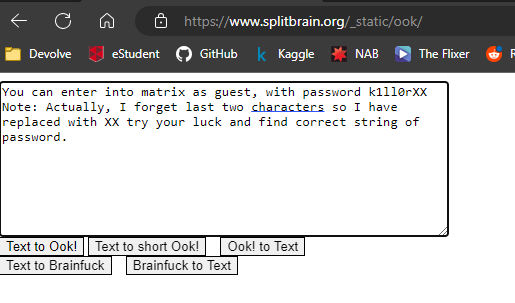 https://www.splitbrain.org/_static/ook/
Devolve eStudent GitHub Kaggle NAB The Flixer R
You can enter into matrix as guest, with password k1ll0rXX
Note: Actually, I forget last two characters so I have
replaced with XX try your luck and find correct string of
password.
Text to Ook! Text to short Ook! Ook! to Text
Text to Brainfuck Brainfuck to Text